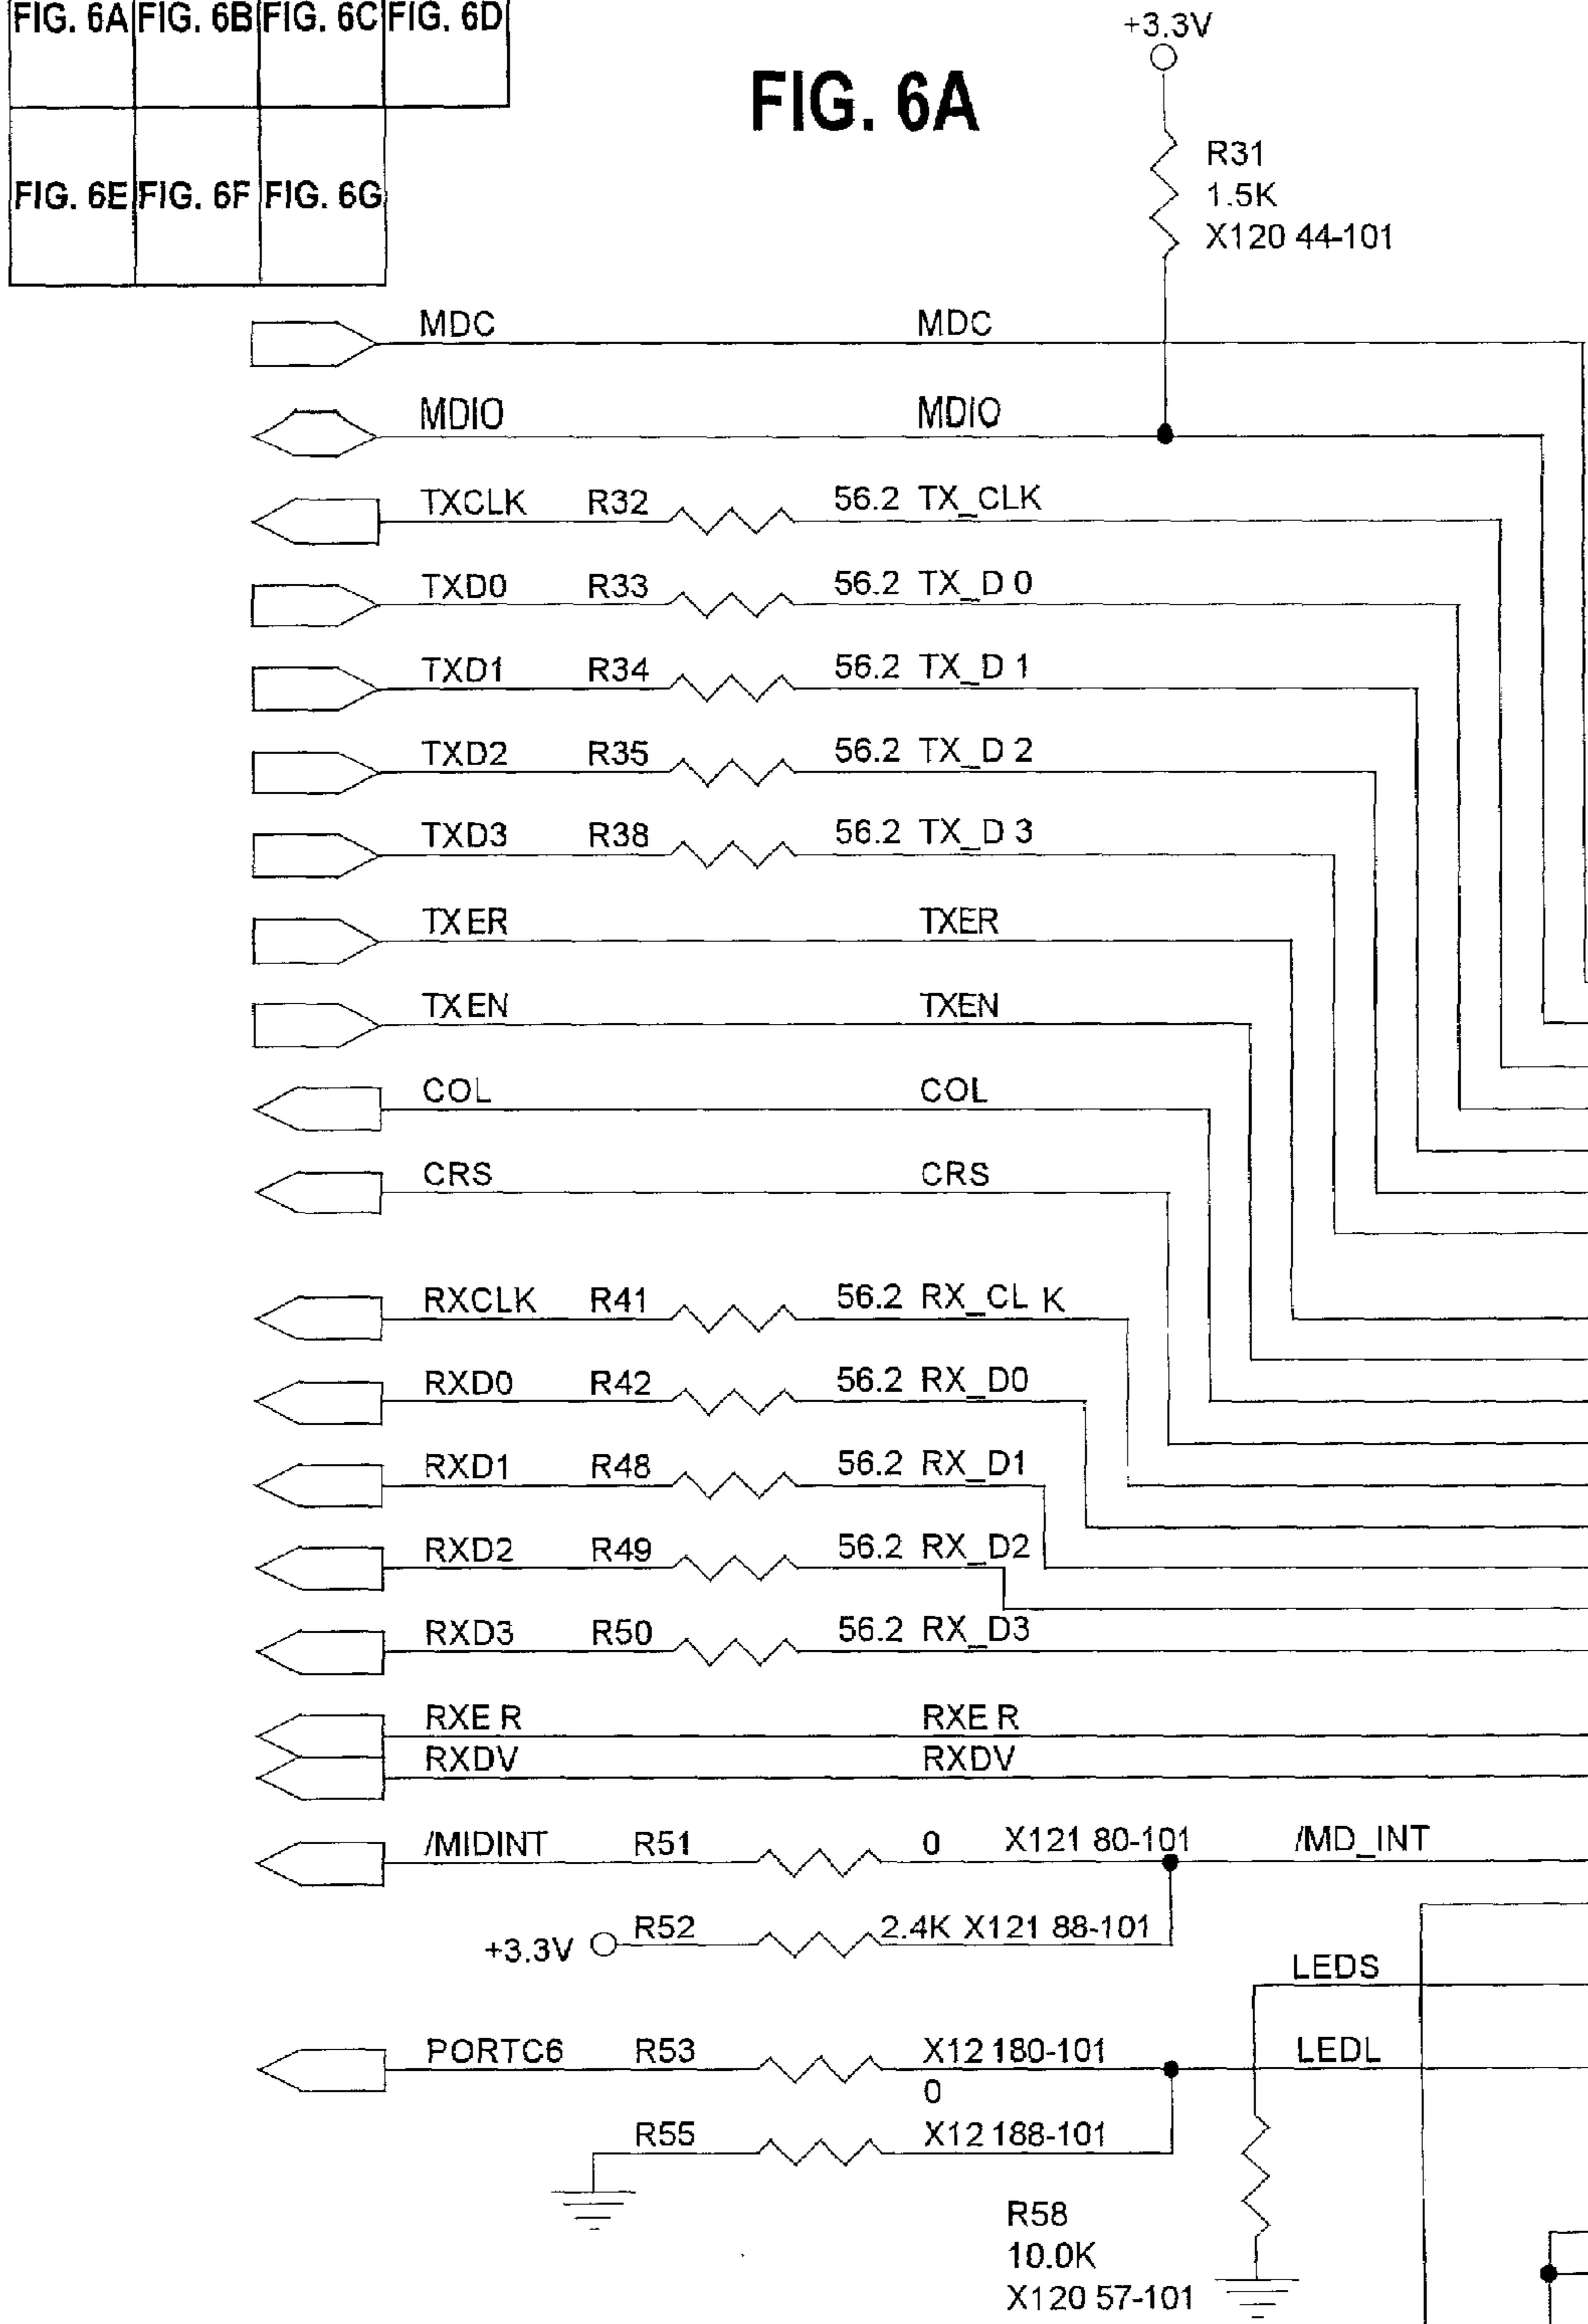 FIG. 6A FIG. 6B FIG. 6C FIG. 6D
FIG. 6E FIG. 6F FIG. 6G
FIG. 6A
+3.3V
R31
1.5K
X120 44-101
MDC MDC
MDIO MDIO
TXCLK R32 56.2 TX_CLK
TXD0 R33 56.2 TX_D 0
TXD1 R34 56.2 TX_D 1
TXD2 R35 56.2 TX_D 2
TXD3 R38 56.2 TX_D 3
TXER TXER
TXEN TXEN
COL COL
CRS CRS
RXCLK R41 56.2 RX_CL K
RXD0 R42 56.2 RX_D0
RXD1 R48 56.2 RX_D1
RXD2 R49 56.2 RX_D2
RXD3 R50 56.2 RX_D3
RXE R RXE R
RXDV RXDV
/MIDINT R51 0 X121 80-101 /MD_INT
+3.3V R52 2.4K X121 88-101
LEDS
PORTC6 R53 X12 180-101 LEDL
0
R55 X12 188-101
R58
10.0K
X120 57-101